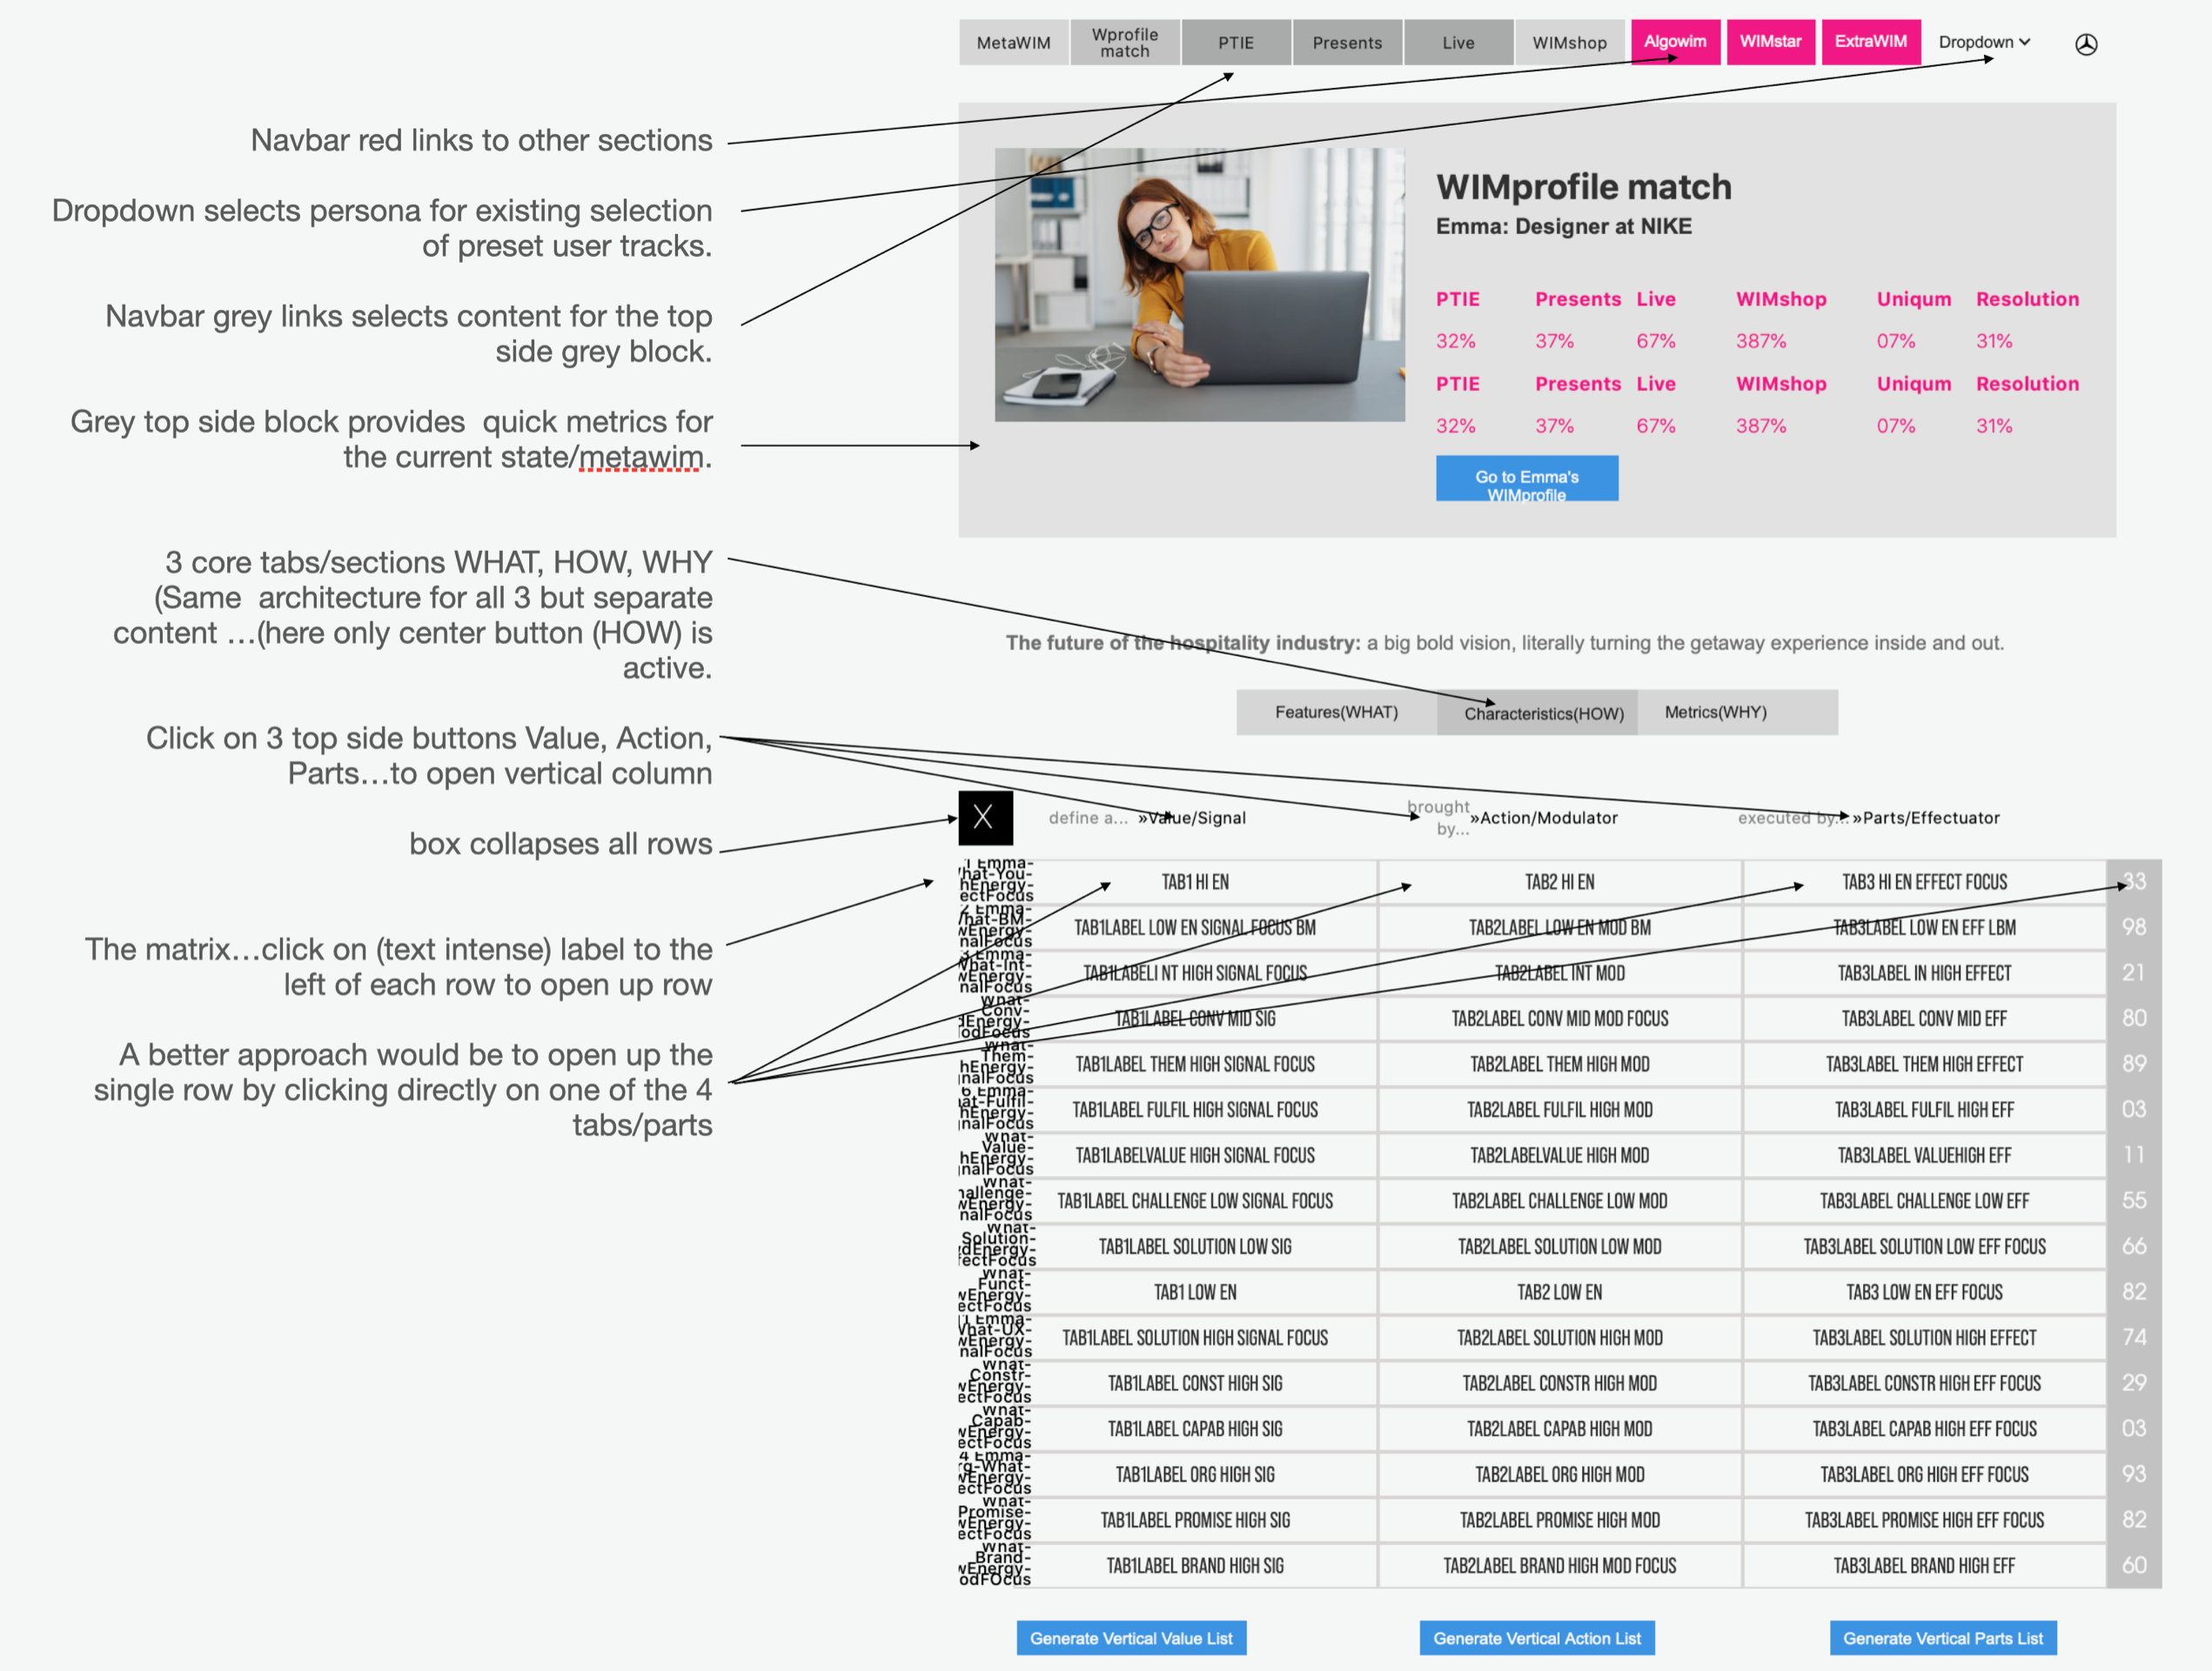 MetaWIM
Wprofile
match
PTIE
Presents
Live
WIMshop
Algowim
WIMstar
ExtraWIM
Dropdown
Navbar red links to other sections
Dropdown selects persona for existing selection
of preset user tracks.
Navbar grey links selects content for the top
side grey block.
Grey top side block provides  quick metrics for
the current state/metawim.
3 core tabs/sections WHAT, HOW, WHY
(Same  architecture for all 3 but separate
content …(here only center button (HOW) is
active.
Click on 3 top side buttons Value, Action,
Parts…to open vertical column
box collapses all rows
The matrix…click on (text intense) label to the
left of each row to open up row
A better approach would be to open up the
single row by clicking directly on one of the 4
tabs/parts
WIMprofile match
Emma: Designer at NIKE
PTIE Presents Live WIMshop Uniqum Resolution
32% 37% 67% 387% 07% 31%
PTIE Presents Live WIMshop Uniqum Resolution
32% 37% 67% 387% 07% 31%
Go to Emma's
WIMprofile
The future of the hospitality industry: a big bold vision, literally turning the getaway experience inside and out.
Features(WHAT) Characteristics(HOW) Metrics(WHY)
X
define a... »Value/Signal
brought
by... »Action/Modulator
executed by... »Parts/Effectuator
TAB1 HI EN TAB2 HI EN TAB3 HI EN EFFECT FOCUS 33
TAB1LABEL LOW EN SIGNAL FOCUS BM TAB2LABEL LOW EN MOD BM TAB3LABEL LOW EN EFF LBM 98
TAB1LABELI NT HIGH SIGNAL FOCUS TAB2LABEL INT MOD TAB3LABEL IN HIGH EFFECT 21
TAB1LABEL CONV MID SIG TAB2LABEL CONV MID MOD FOCUS TAB3LABEL CONV MID EFF 80
TAB1LABEL THEM HIGH SIGNAL FOCUS TAB2LABEL THEM HIGH MOD TAB3LABEL THEM HIGH EFFECT 89
TAB1LABEL FULFIL HIGH SIGNAL FOCUS TAB2LABEL FULFIL HIGH MOD TAB3LABEL FULFIL HIGH EFF 03
TAB1LABELVALUE HIGH SIGNAL FOCUS TAB2LABELVALUE HIGH MOD TAB3LABEL VALUEHIGH EFF 11
TAB1LABEL CHALLENGE LOW SIGNAL FOCUS TAB2LABEL CHALLENGE LOW MOD TAB3LABEL CHALLENGE LOW EFF 55
TAB1LABEL SOLUTION LOW SIG TAB2LABEL SOLUTION LOW MOD TAB3LABEL SOLUTION LOW EFF FOCUS 66
TAB1 LOW EN TAB2 LOW EN TAB3 LOW EN EFF FOCUS 82
TAB1LABEL SOLUTION HIGH SIGNAL FOCUS TAB2LABEL SOLUTION HIGH MOD TAB3LABEL SOLUTION HIGH EFFECT 74
TAB1LABEL CONST HIGH SIG TAB2LABEL CONSTR HIGH MOD TAB3LABEL CONSTR HIGH EFF FOCUS 29
TAB1LABEL CAPAB HIGH SIG TAB2LABEL CAPAB HIGH MOD TAB3LABEL CAPAB HIGH EFF FOCUS 03
TAB1LABEL ORG HIGH SIG TAB2LABEL ORG HIGH MOD TAB3LABEL ORG HIGH EFF FOCUS 93
TAB1LABEL PROMISE HIGH SIG TAB2LABEL PROMISE HIGH MOD TAB3LABEL PROMISE HIGH EFF FOCUS 82
TAB1LABEL BRAND HIGH SIG TAB2LABEL BRAND HIGH MOD FOCUS TAB3LABEL BRAND HIGH EFF 60
Generate Vertical Value List
Generate Vertical Action List
Generate Vertical Parts List